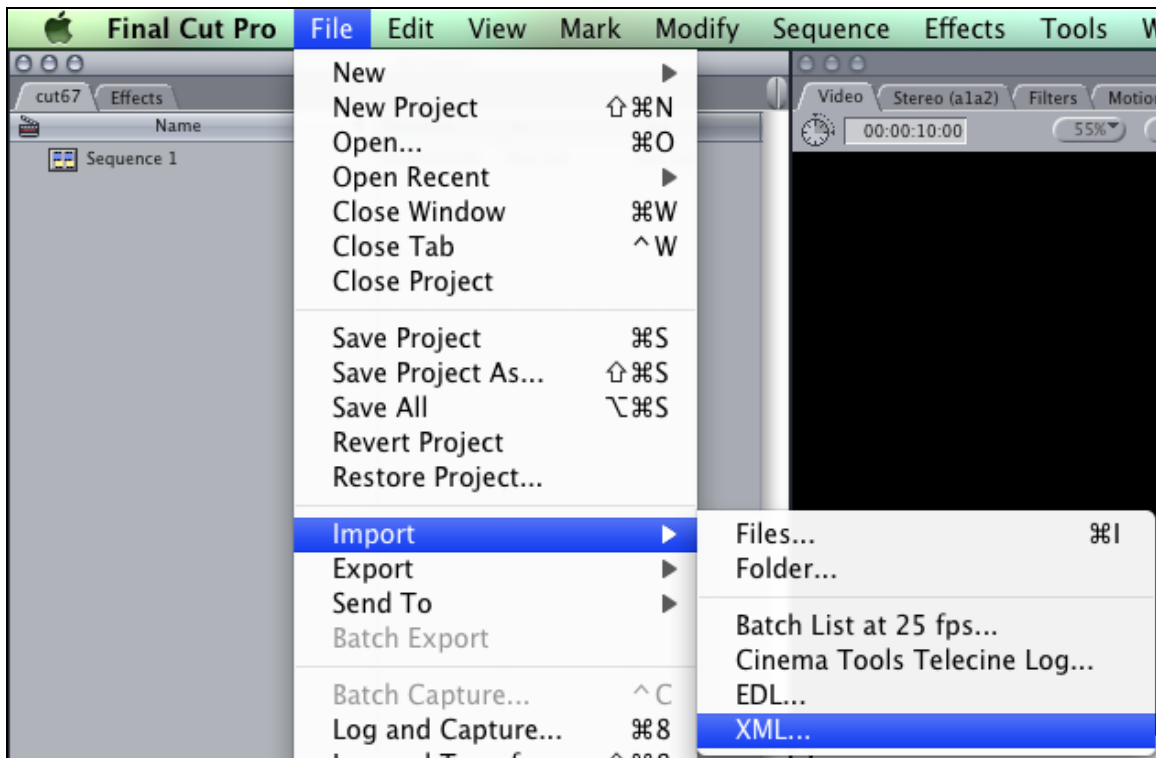 Final Cut Pro File Edit View Mark Modify Sequence Effects Tools
cut67 Effects
Name
Sequence 1
New
New Project ⇧⌘N
Open... ⌘O
Open Recent
Close Window ⌘W
Close Tab ^W
Close Project
Save Project ⌘S
Save Project As... ⇧⌘S
Save All ⌥⌘S
Revert Project
Restore Project...
Import
Export
Send To
Batch Export
Batch Capture... ^C
Log and Capture... ⌘8
Files... ⌘I
Folder...
Batch List at 25 fps...
Cinema Tools Telecine Log...
EDL...
XML...
Video Stereo (a1a2) Filters Motio
00:00:10:00 55%